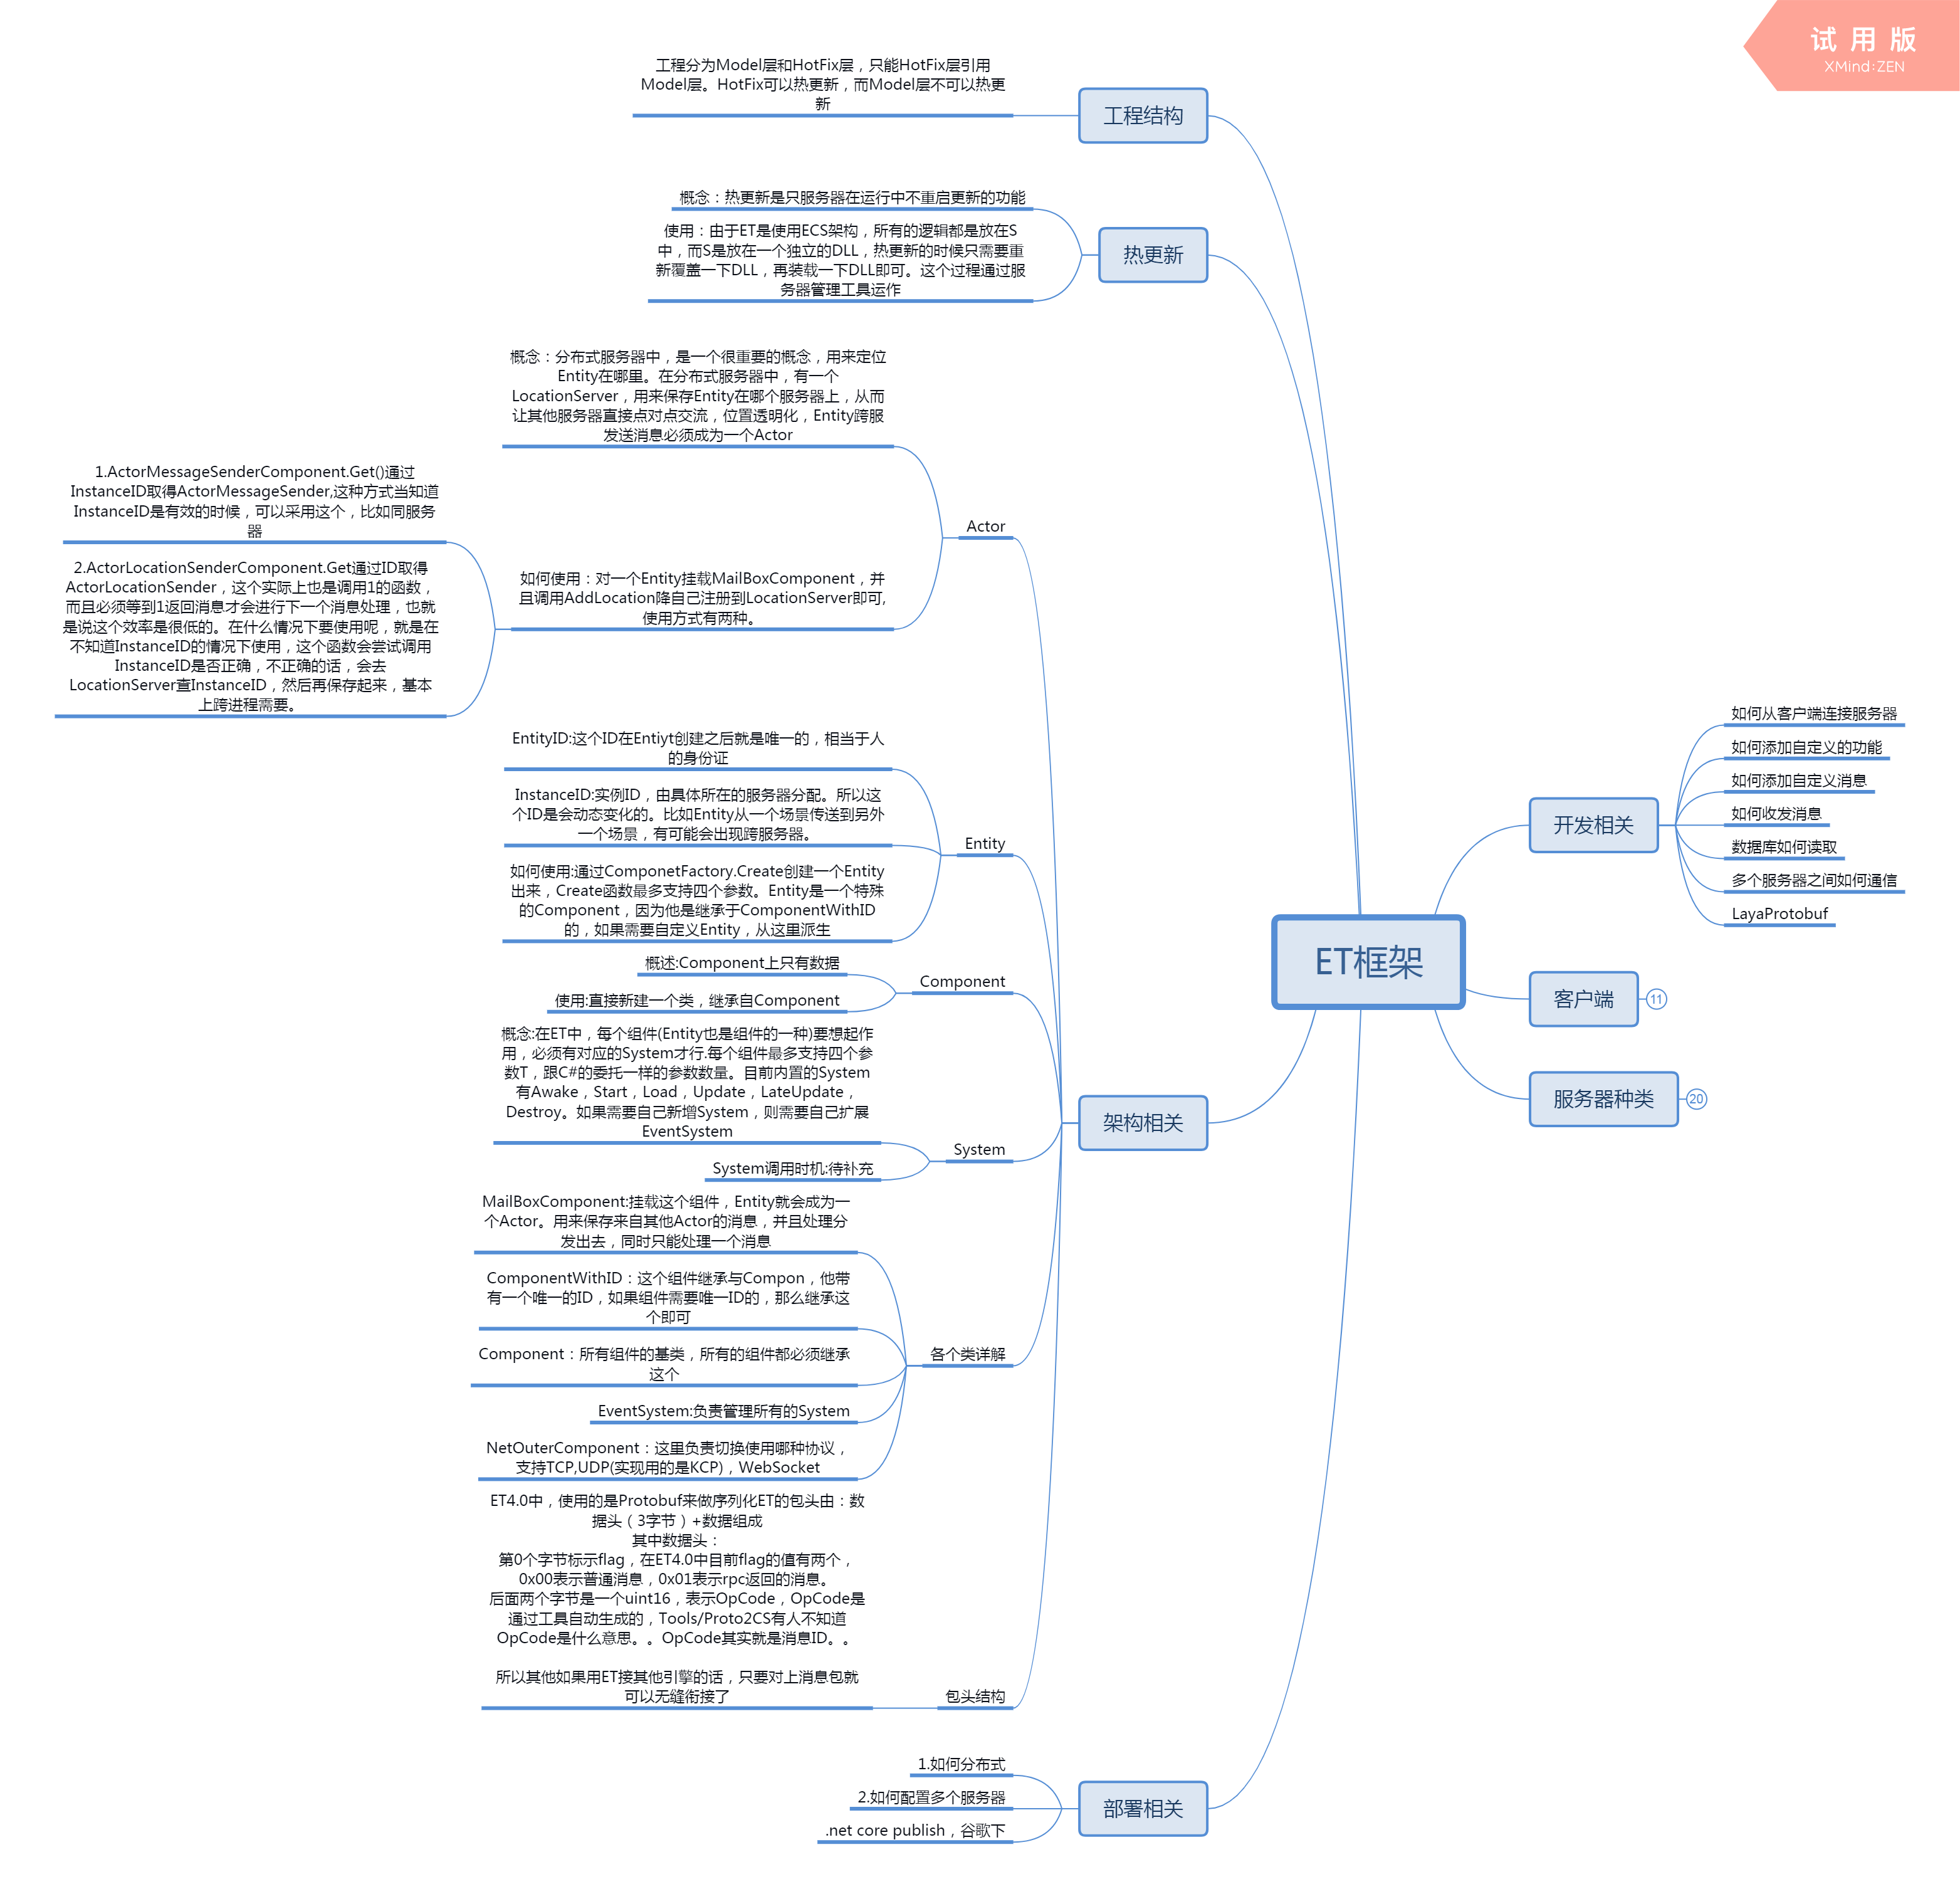 试用版
XMind:ZEN
工程分为Model层和HotFix层，只能HotFix层引用
Model层。HotFix可以热更新，而Model层不可以热更
新
工程结构
概念：热更新是只服务器在运行中不重启更新的功能
使用：由于ET是使用ECS架构，所有的逻辑都是放在S
中，而S是放在一个独立的DLL，热更新的时候只需要重
新覆盖一下DLL，再装载一下DLL即可。这个过程通过服
务器管理工具运作
热更新
概念：分布式服务器中，是一个很重要的概念，用来定位
Entity在哪里。在分布式服务器中，有一个
LocationServer，用来保存Entity在哪个服务器上，从而
让其他服务器直接点对点交流，位置透明化，Entity跨服
发送消息必须成为一个Actor
1.ActorMessageSenderComponent.Get()通过
InstanceID取得ActorMessageSender,这种方式当知道
InstanceID是有效的时候，可以采用这个，比如同服务
器
2.ActorLocationSenderComponent.Get通过ID取得
ActorLocationSender，这个实际上也是调用1的函数，
而且必须等到1返回消息才会进行下一个消息处理，也就
是说这个效率是很低的。在什么情况下要使用呢，就是在
不知道InstanceID的情况下使用，这个函数会尝试调用
InstanceID是否正确，不正确的话，会去
LocationServer查InstanceID，然后再保存起来，基本
上跨进程需要。
如何使用：对一个Entity挂载MailBoxComponent，并
且调用AddLocation降自己注册到LocationServer即可,
使用方式有两种。
Actor
EntityID:这个ID在Entiyt创建之后就是唯一的，相当于人
的身份证
InstanceID:实例ID，由具体所在的服务器分配。所以这
个ID是会动态变化的。比如Entity从一个场景传送到另外
一个场景，有可能会出现跨服务器。
如何使用:通过ComponetFactory.Create创建一个Entity
出来，Create函数最多支持四个参数。Entity是一个特殊
的Component，因为他是继承于ComponentWithID
的，如果需要自定义Entity，从这里派生
Entity
概述:Component上只有数据
使用:直接新建一个类，继承自Component
Component
概念:在ET中，每个组件(Entity也是组件的一种)要想起作
用，必须有对应的System才行.每个组件最多支持四个参
数T，跟C#的委托一样的参数数量。目前内置的System
有Awake，Start，Load，Update，LateUpdate，
Destroy。如果需要自己新增System，则需要自己扩展
EventSystem
System调用时机:待补充
System
MailBoxComponent:挂载这个组件，Entity就会成为一
个Actor。用来保存来自其他Actor的消息，并且处理分
发出去，同时只能处理一个消息
ComponentWithID：这个组件继承与Compon，他带
有一个唯一的ID，如果组件需要唯一ID的，那么继承这
个即可
Component：所有组件的基类，所有的组件都必须继承
这个
EventSystem:负责管理所有的System
NetOuterComponent：这里负责切换使用哪种协议，
支持TCP,UDP(实现用的是KCP)，WebSocket
各个类详解
ET4.0中，使用的是Protobuf来做序列化ET的包头由：数
据头（3字节）+数据组成
其中数据头：
第0个字节标示flag，在ET4.0中目前flag的值有两个，
0x00表示普通消息，0x01表示rpc返回的消息。
后面两个字节是一个uint16，表示OpCode，OpCode是
通过工具自动生成的，Tools/Proto2CS有人不知道
OpCode是什么意思。。OpCode其实就是消息ID。。
所以其他如果用ET接其他引擎的话，只要对上消息包就
可以无缝衔接了
包头结构
架构相关
1.如何分布式
2.如何配置多个服务器
.net core publish，谷歌下
部署相关
ET框架
开发相关
如何从客户端连接服务器
如何添加自定义的功能
如何添加自定义消息
如何收发消息
数据库如何读取
多个服务器之间如何通信
LayaProtobuf
客户端
11
服务器种类
20